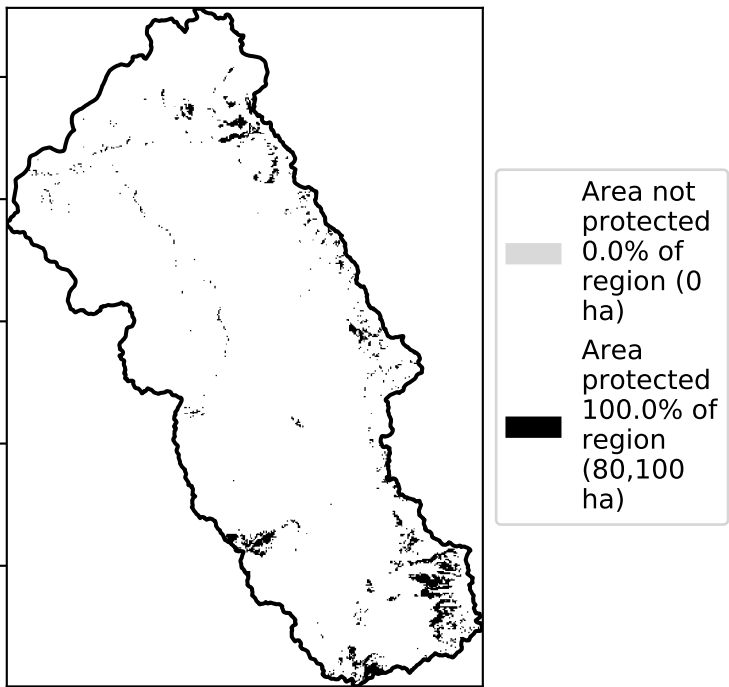 Area not
protected
0.0% of
region (0
ha)
Area
protected
100.0% of
region
(80,100
ha)